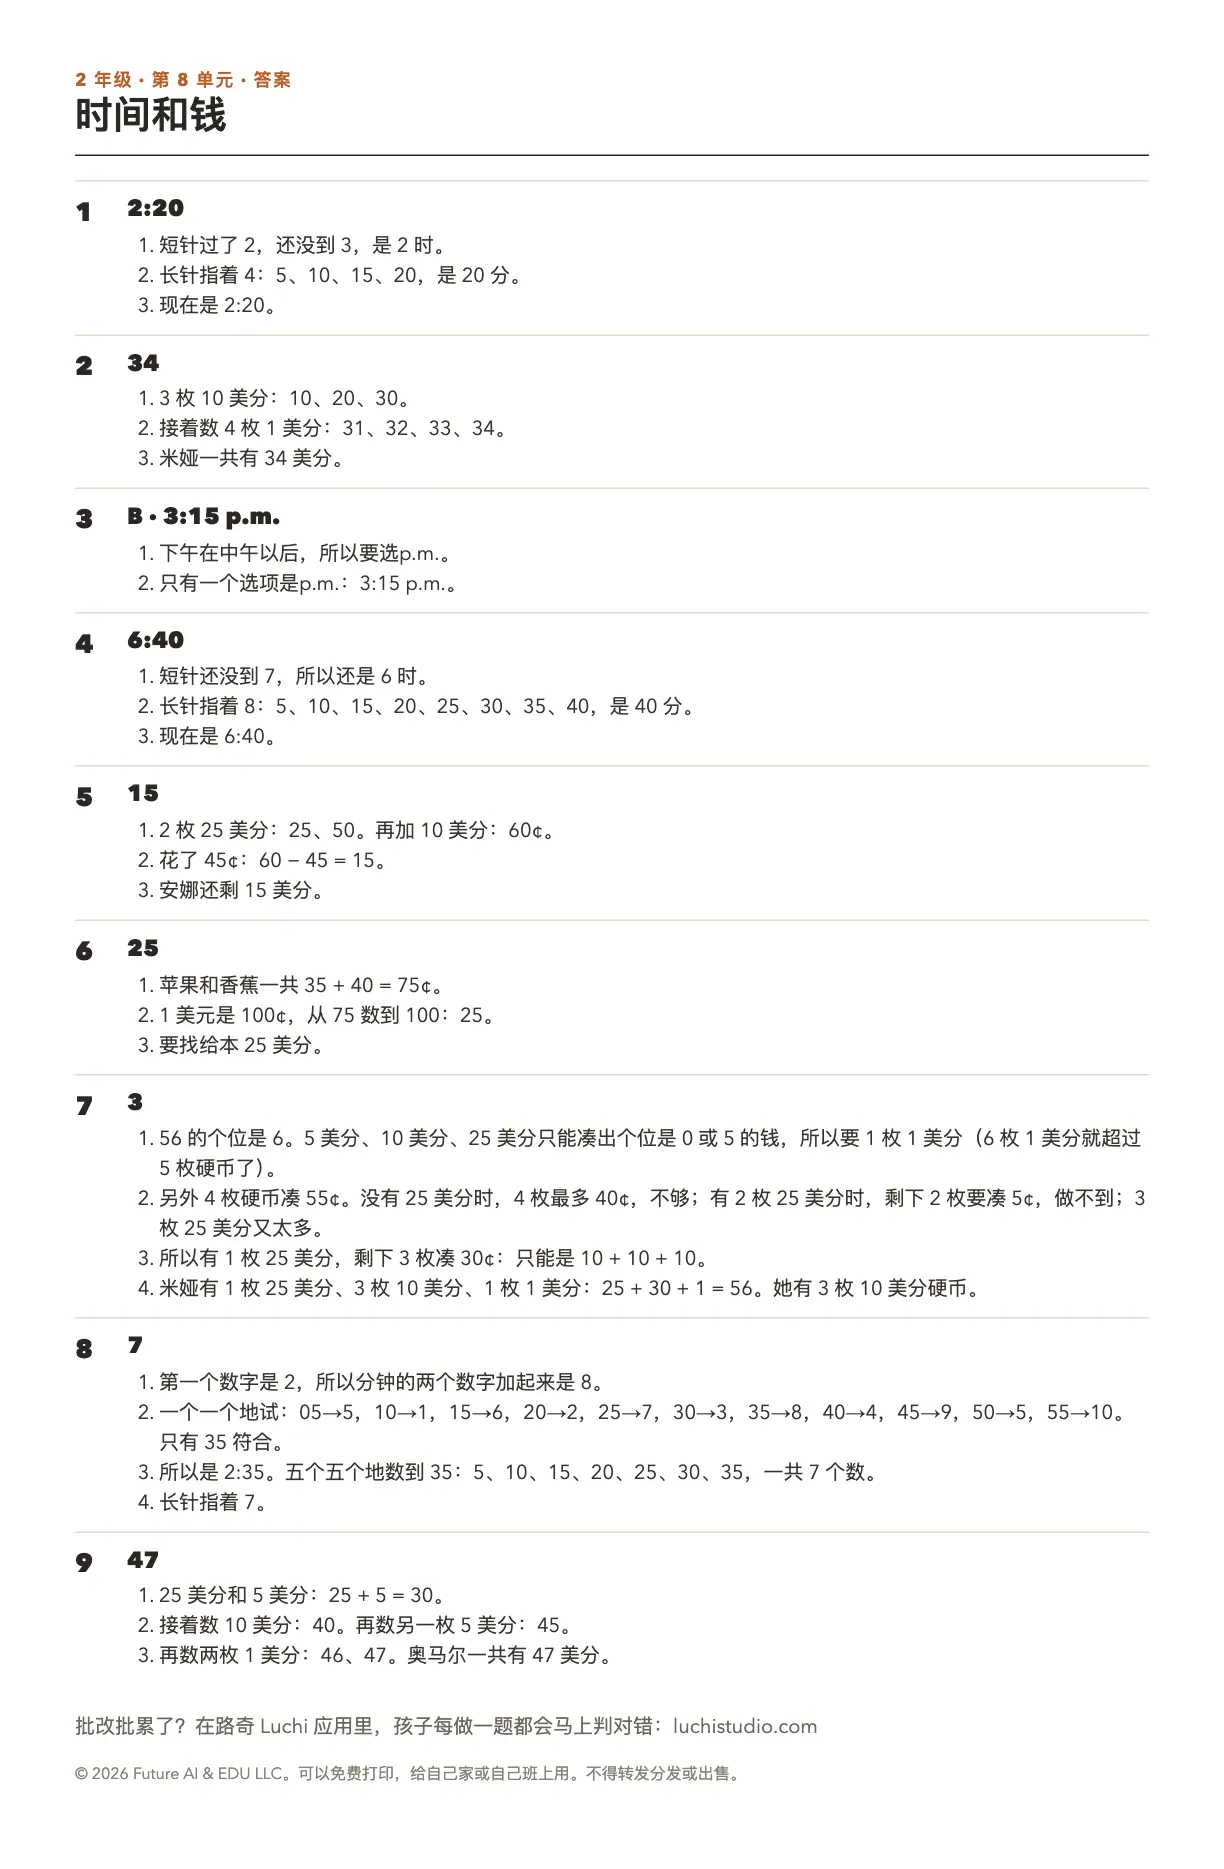 2 年级 · 第 8 单元 · 答案
时间和钱
1 2:20
1. 短针过了 2，还没到 3，是 2 时。
2. 长针指着 4：5、10、15、20，是 20 分。
3. 现在是 2:20。
2 34
1. 3 枚 10 美分：10、20、30。
2. 接着数 4 枚 1 美分：31、32、33、34。
3. 米娅一共有 34 美分。
3 B · 3:15 p.m.
1. 下午在中午以后，所以要选p.m.。
2. 只有一个选项是p.m.：3:15 p.m.。
4 6:40
1. 短针还没到 7，所以还是 6 时。
2. 长针指着 8：5、10、15、20、25、30、35、40，是 40 分。
3. 现在是 6:40。
5 15
1. 2 枚 25 美分：25、50。再加 10 美分：60¢。
2. 花了 45¢：60 − 45 = 15。
3. 安娜还剩 15 美分。
6 25
1. 苹果和香蕉一共 35 + 40 = 75¢。
2. 1 美元是 100¢，从 75 数到 100：25。
3. 要找给本 25 美分。
7 3
1. 56 的个位是 6。5 美分、10 美分、25 美分只能凑出个位是 0 或 5 的钱，所以要 1 枚 1 美分（6 枚 1 美分就超过
5 枚硬币了）。
2. 另外 4 枚硬币凑 55¢。没有 25 美分时，4 枚最多 40¢，不够；有 2 枚 25 美分时，剩下 2 枚要凑 5¢，做不到；3
枚 25 美分又太多。
3. 所以有 1 枚 25 美分，剩下 3 枚凑 30¢：只能是 10 + 10 + 10。
4. 米娅有 1 枚 25 美分、3 枚 10 美分、1 枚 1 美分：25 + 30 + 1 = 56。她有 3 枚 10 美分硬币。
8 7
1. 第一个数字是 2，所以分钟的两个数字加起来是 8。
2. 一个一个地试：05→5，10→1，15→6，20→2，25→7，30→3，35→8，40→4，45→9，50→5，55→10。
只有 35 符合。
3. 所以是 2:35。五个五个地数到 35：5、10、15、20、25、30、35，一共 7 个数。
4. 长针指着 7。
9 47
1. 25 美分和 5 美分：25 + 5 = 30。
2. 接着数 10 美分：40。再数另一枚 5 美分：45。
3. 再数两枚 1 美分：46、47。奥马尔一共有 47 美分。
批改批累了？在路奇 Luchi 应用里，孩子每做一题都会马上判对错：luchistudio.com
© 2026 Future AI & EDU LLC。可以免费打印，给自己家或自己班上用。不得转发分发或出售。